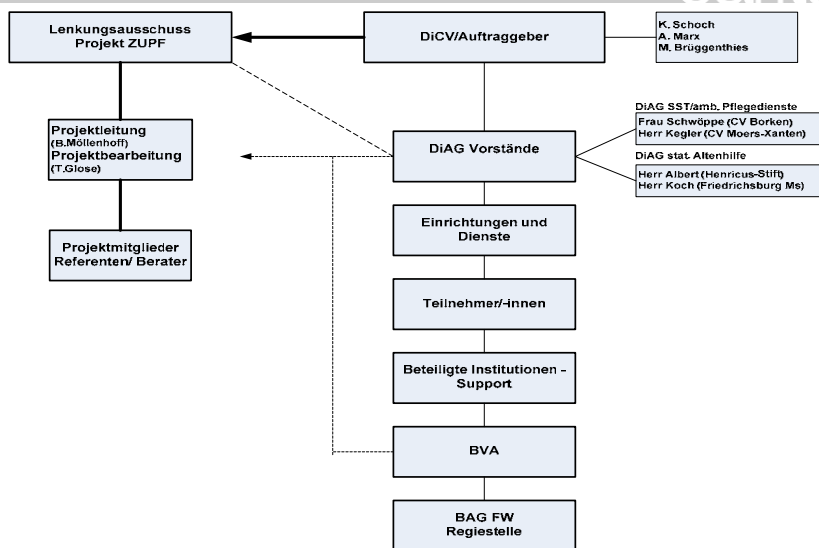 Lenkungsausschuss
Projekt ZUPF
DiCV/Auftraggeber
K. Schoch
A. Marx
M. Brüggenthies
Projektleitung
(B.Möllenhoff)
Projektbearbeitung
(T.Glose)
DiAG Vorstände
DiAG SST/amb. Pflegedienste
Frau Schwöppe (CV Borken)
Herr Kegler (CV Moers-Xanten)
DiAG stat. Altenhilfe
Herr Albert (Henricus-Stift)
Herr Koch (Friedrichsburg Ms)
Projektmitglieder
Referenten/ Berater
Einrichtungen und
Dienste
Teilnehmer/-innen
Beteiligte Institutionen -
Support
BVA
BAG FW
Regiestelle